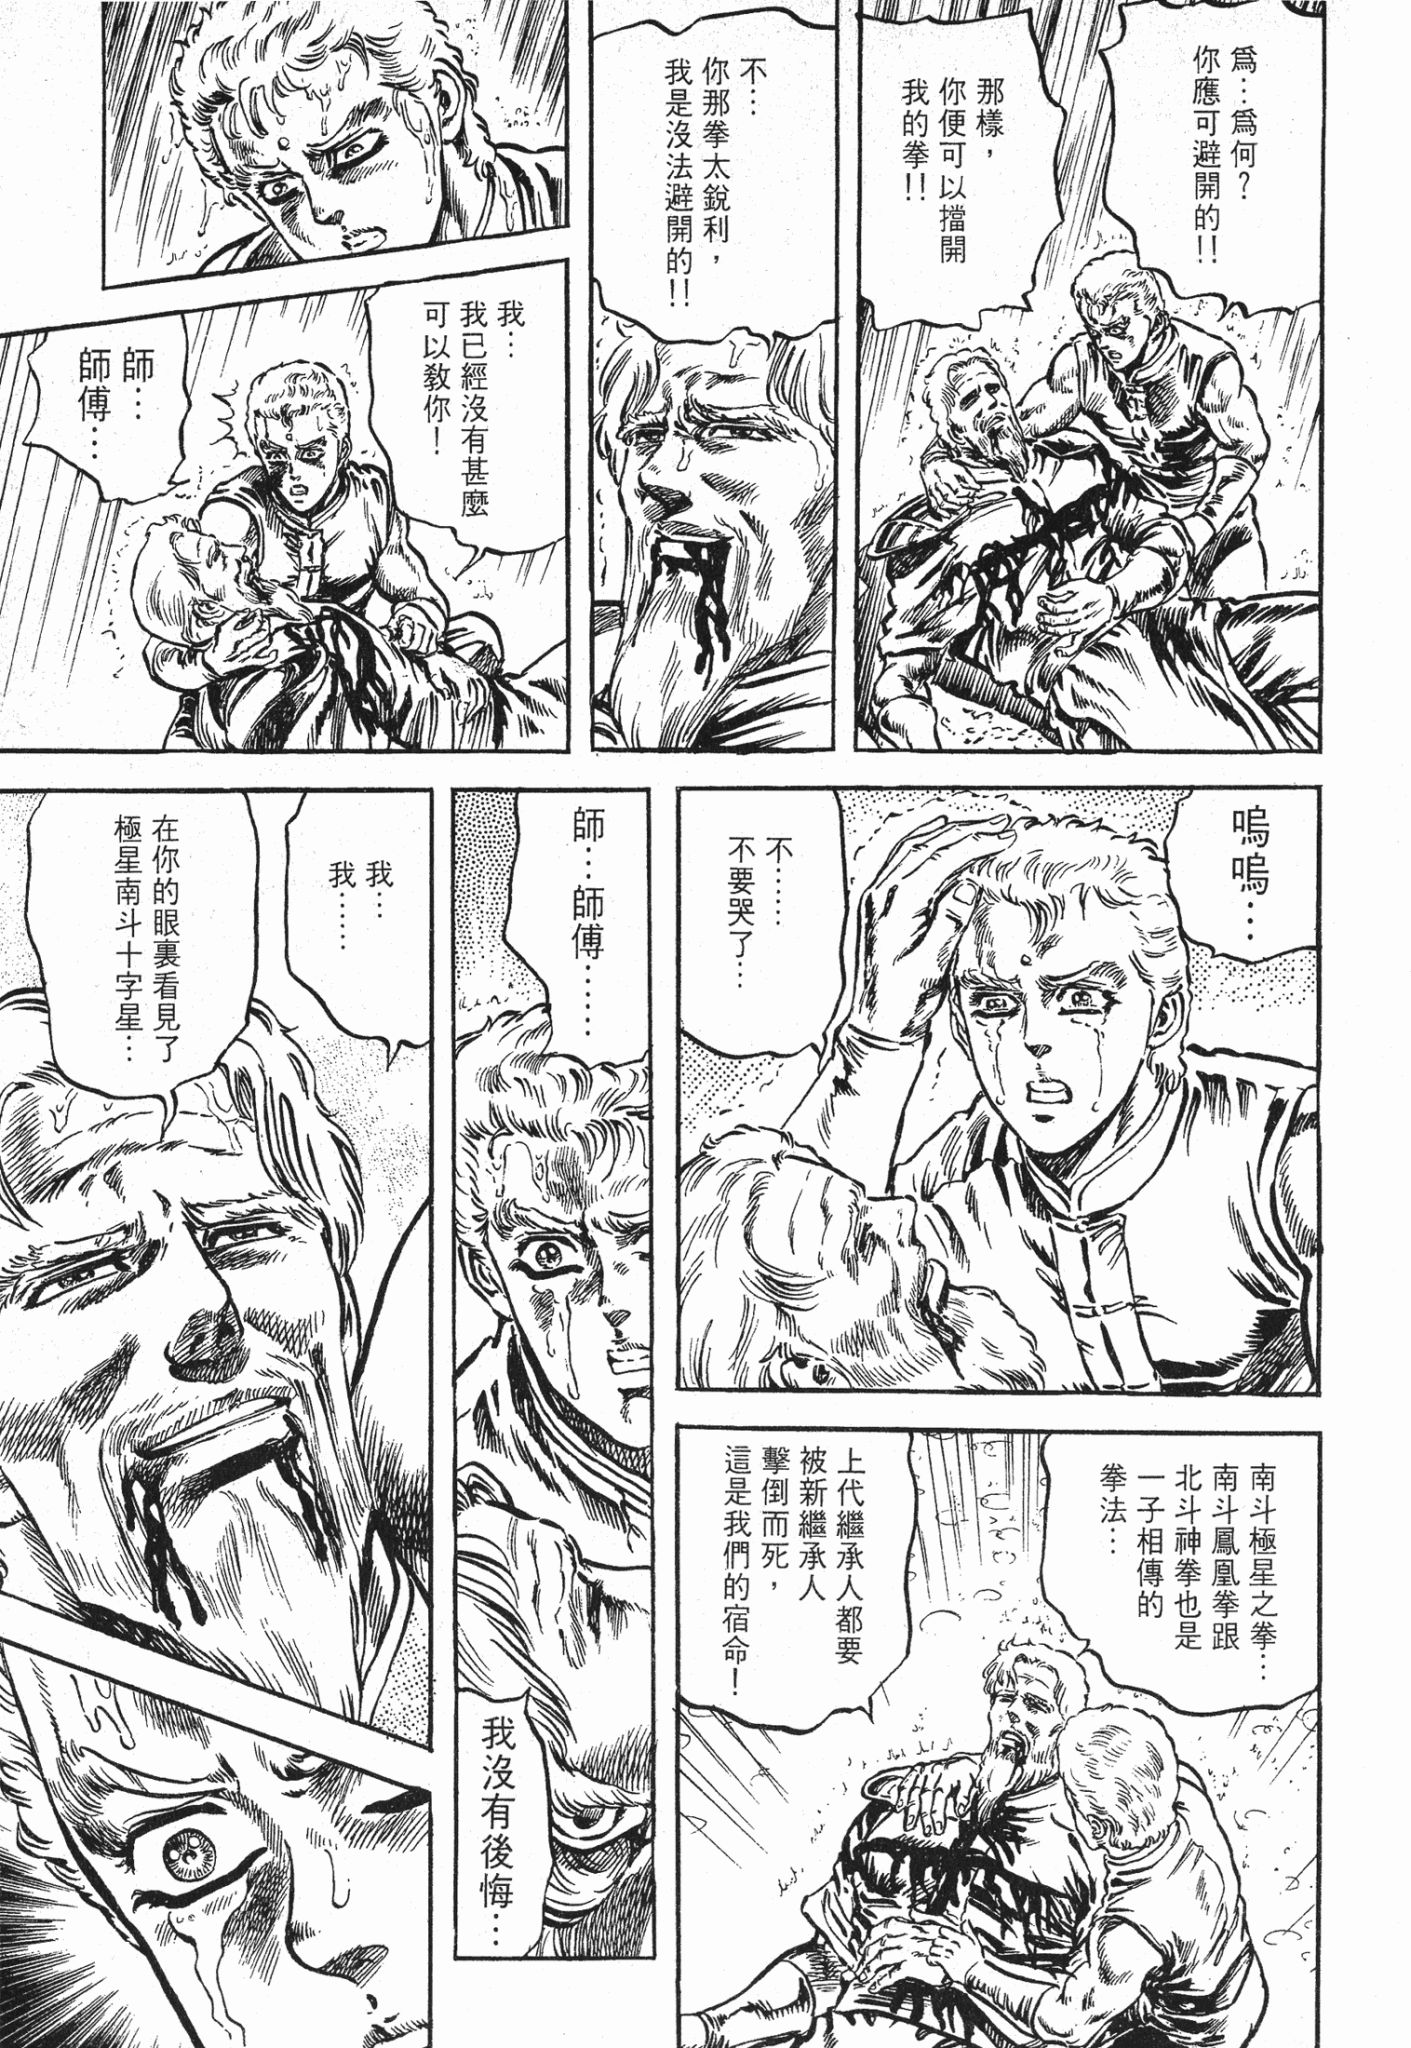 爲…爲何?
你應可避開的!!
那樣,
你便可以擋開
我的拳!!
不…
你那拳太銳利,
我是沒法避開的!!
我…
我已經沒有甚麼
可以教你!
師…
師傅…
嗚嗚…
不……
不要哭了…
南斗極星之拳…
南斗鳳凰拳跟
北斗神拳也是
一子相傳的
拳法…
上代繼承人都要
被新繼承人
擊倒而死,
這是我們的宿命!
師…師傅……
我沒有後悔…
我…
我……
在你的眼裏看見了
極星南斗十字星…